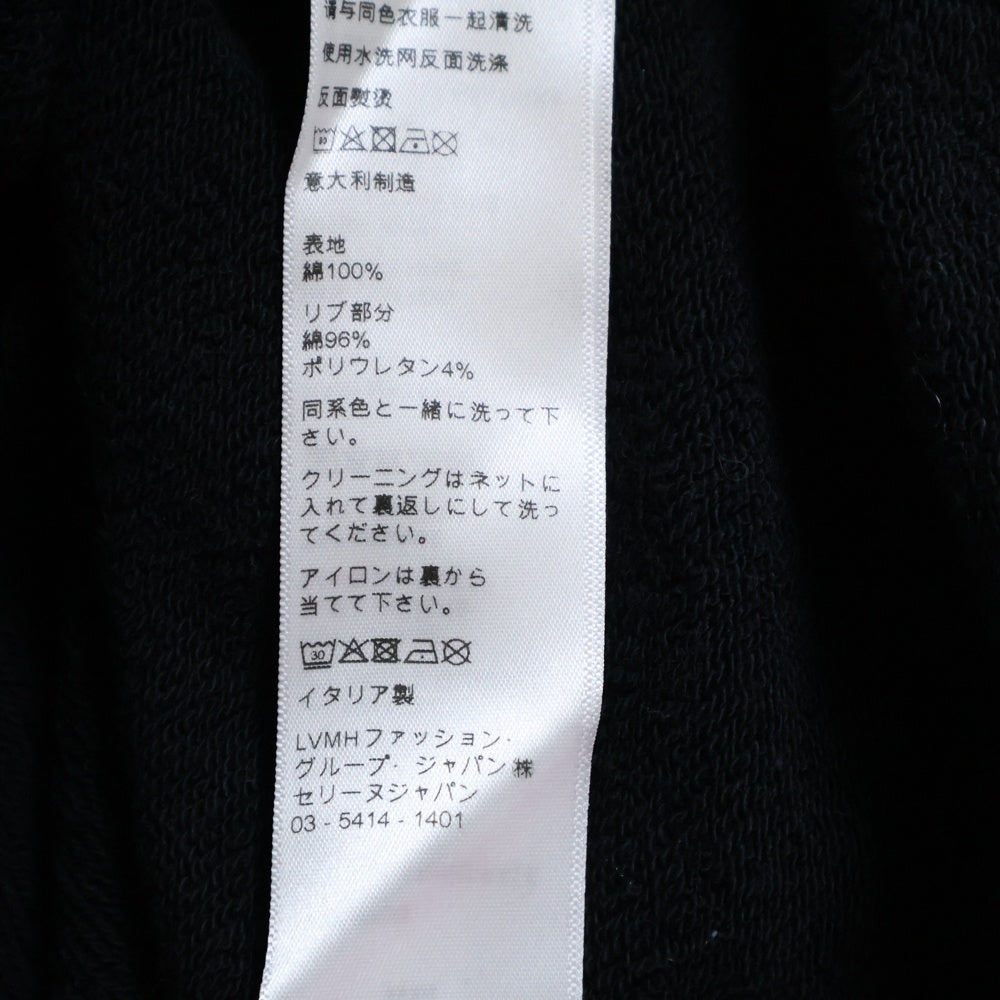 请与同色衣服一起清洗
使用水洗网反面洗涤
反面熨烫
意大利制造
表地
綿100%
リブ部分
綿96%
ポリウレタン4%
同系色と一緒に洗って下
さい。
クリーニングはネットに
入れて裏返しにして洗っ
てください。
アイロンは裏から
当てて下さい。
30
イタリア製
LVMHファッション·
グループ· ジャパン㈱
セリーヌジャパン
03 - 5414 - 1401